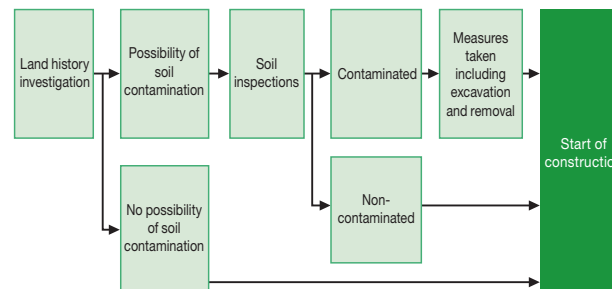 Land history
investigation
Possibility of
soil
contamination
Soil
inspections
Contaminated
Measures
taken
including
excavation
and removal
Start of
constructio
No possibility
of soil
contamination
Non-
contaminated